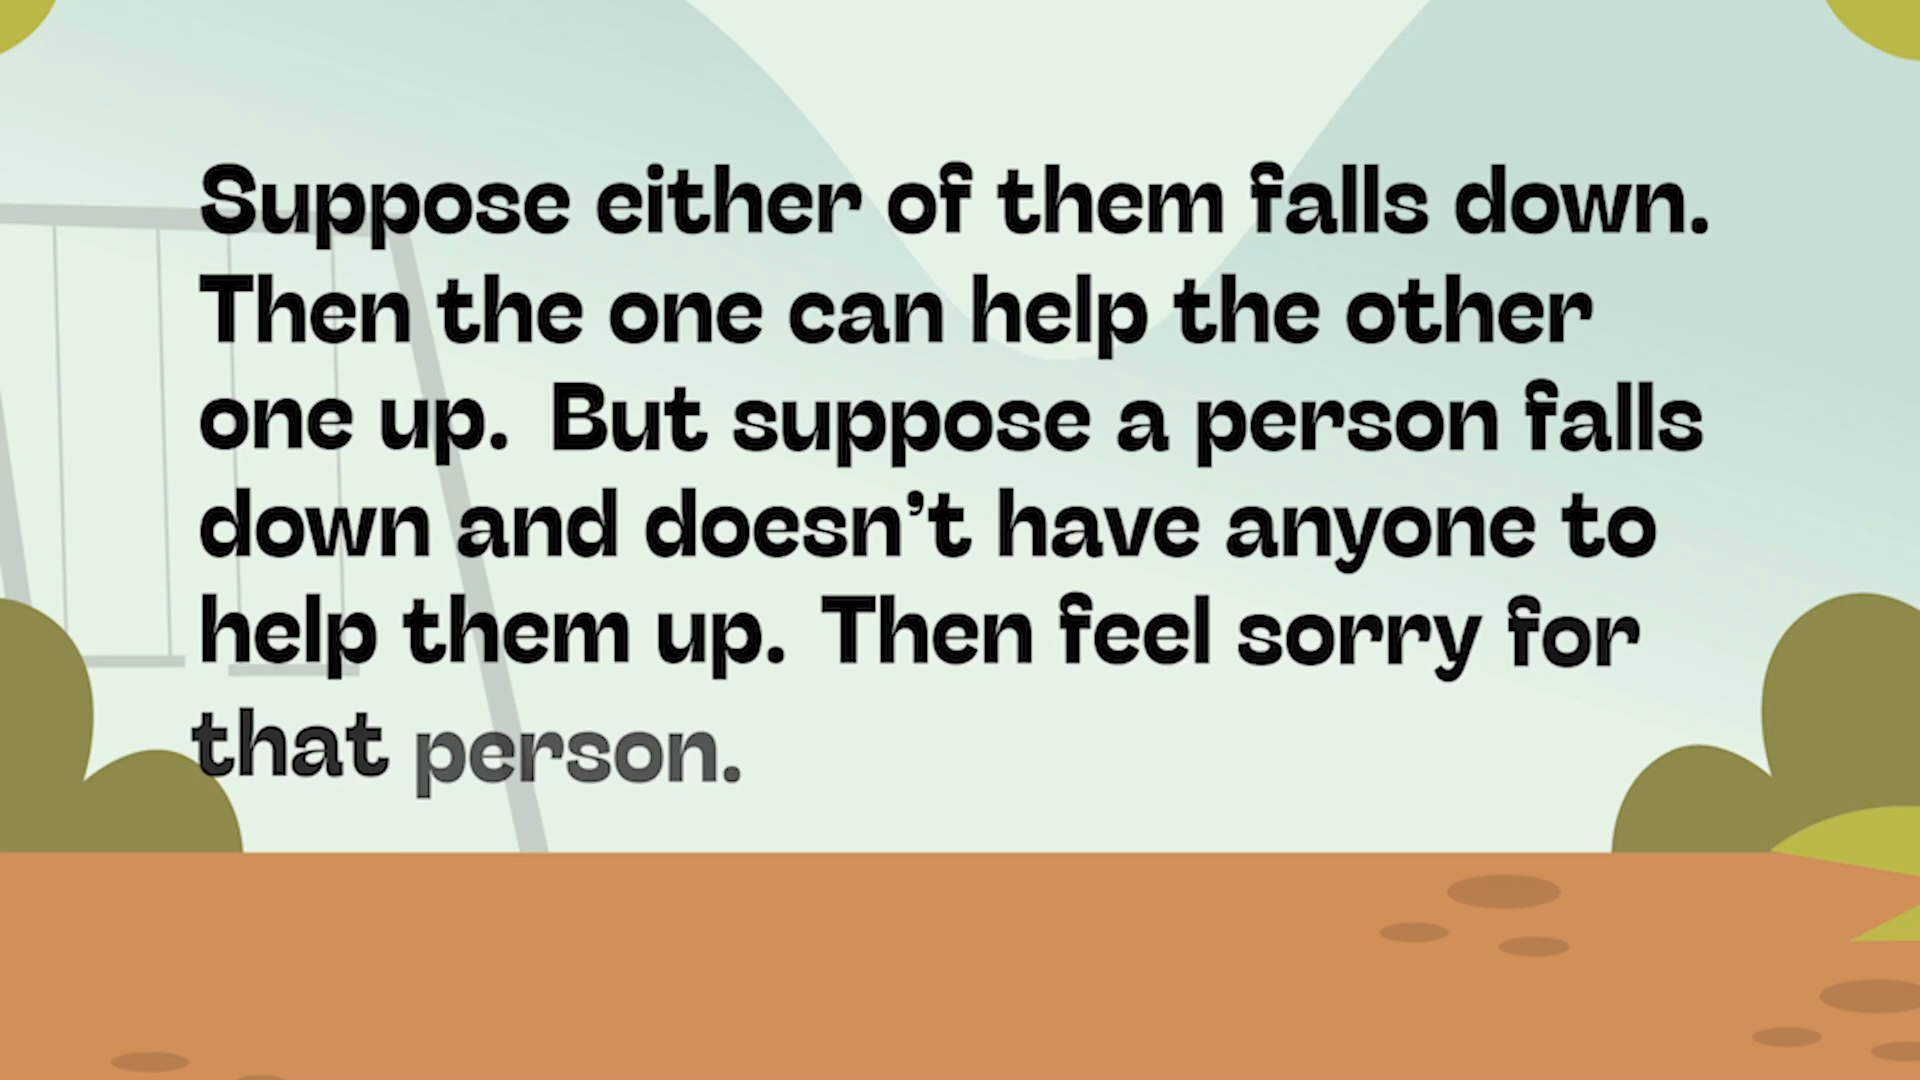 Suppose either of them falls down.
Then the one can help the other
one up. But suppose a person falls
down and doesn’t have anyone to
help them up. Then feel sorry for
that person.